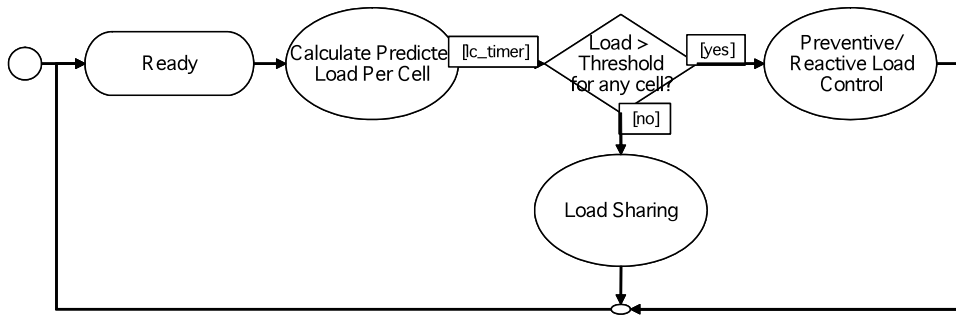 Ready
Calculate Predicte
Load Per Cell
[lc_timer]
Load >
Threshold
for any cell?
[yes]
Preventive/
Reactive Load
Control
[no]
Load Sharing